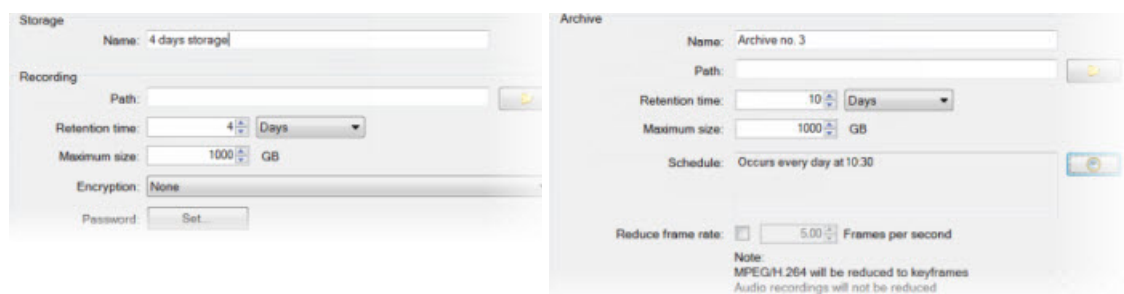 Storage
Name: 4 days storage
Recording
Path:
Retention time: 4 Days
Maximum size: 1000 GB
Encryption: None
Password: Set...
Archive
Name: Archive no. 3
Path:
Retention time: 10 Days
Maximum size: 1000 GB
Schedule: Occurs every day at 10:30
Reduce frame rate: 5.00 Frames per second
Note:
MPEG/H.264 will be reduced to keyframes
Audio recordings will not be reduced